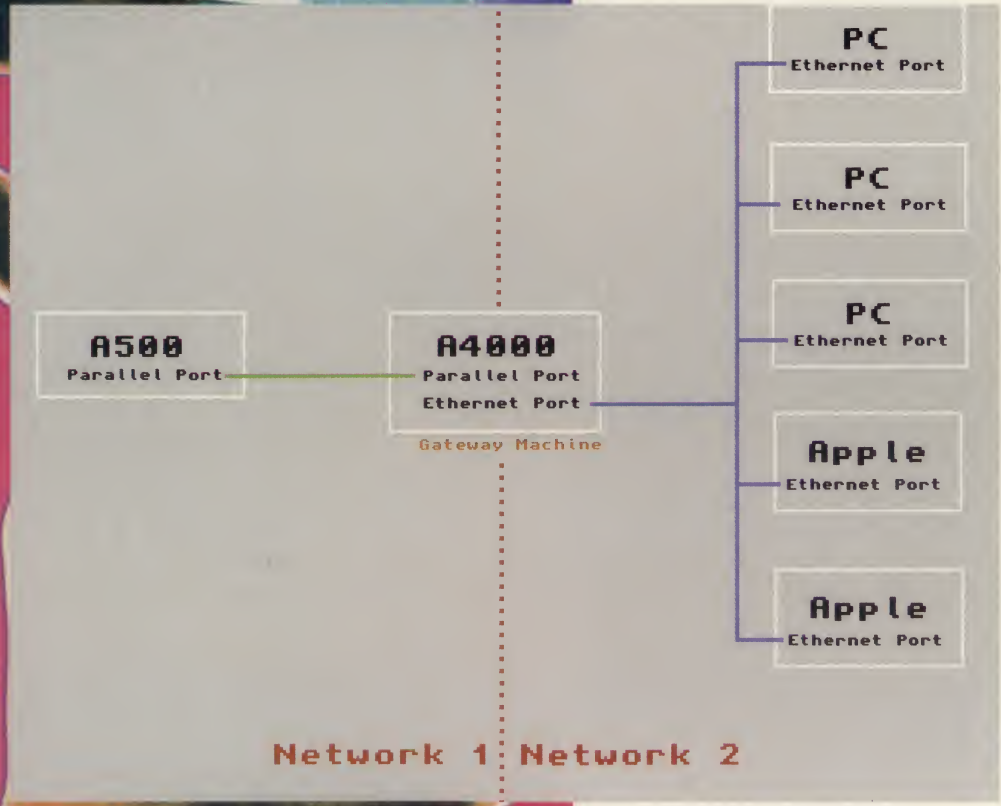 PC
Ethernet Port
PC
Ethernet Port
PC
Ethernet Port
A500
Parallel Port
A4000
Parallel Port
Ethernet Port
Gateway Machine
Apple
Ethernet Port
Apple
Ethernet Port
Network 1
Network 2